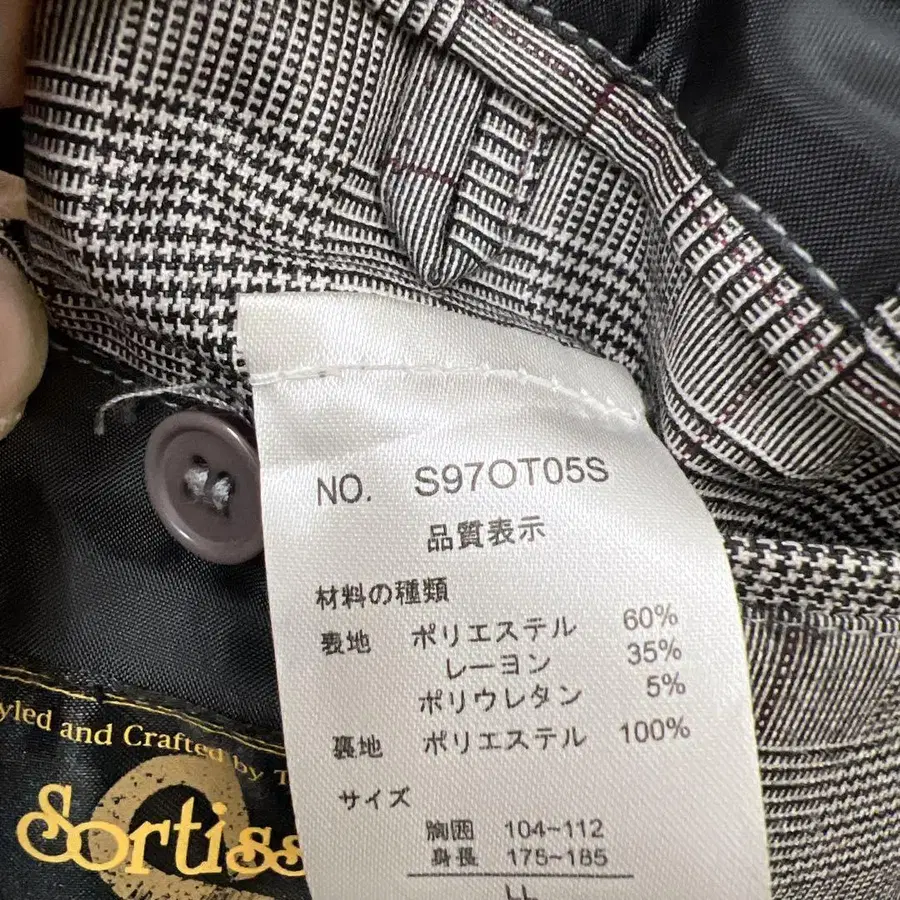 NO. S97OT05S
品質表示
材料の種類
表地 ポリエステル 60%
レーヨン 35%
ポリウレタン 5%
裏地 ポリエステル 100%
サイズ
胸囲 104~112
身長 175~185
LL
yled and Crafted by T
Sortiss